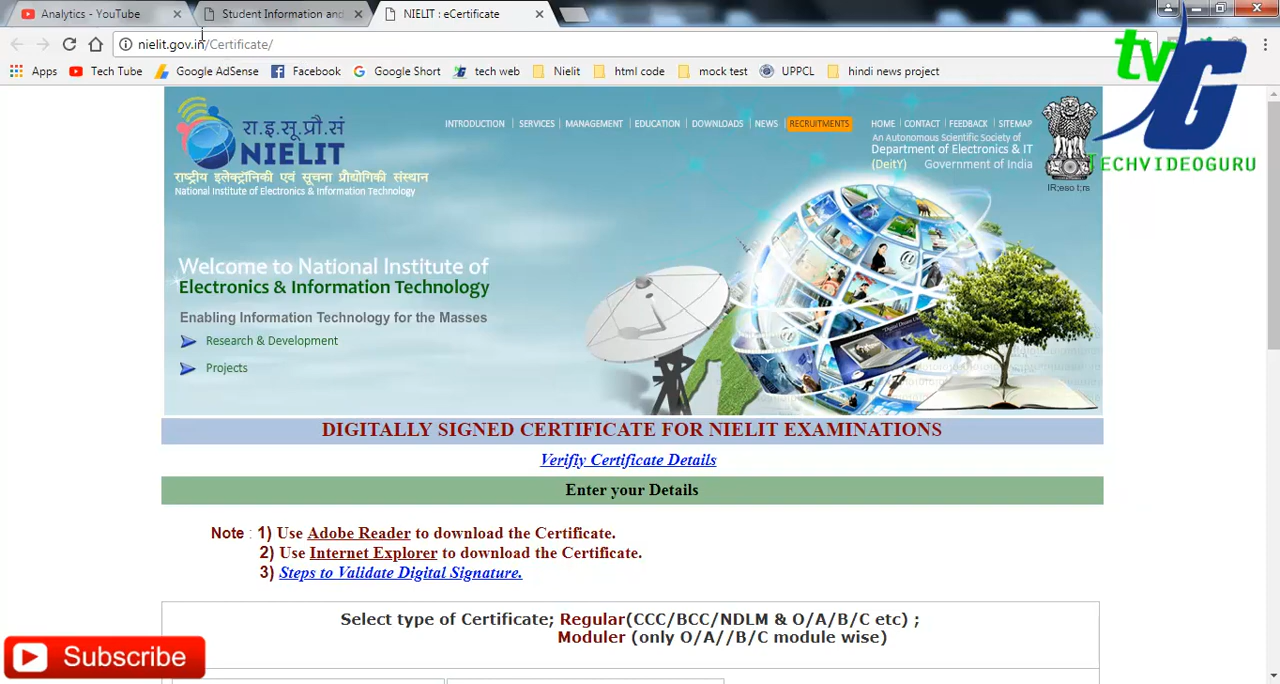 Analytics - YouTube
Student Information and
NIELIT : eCertificate
nielit.gov.in/Certificate/
Apps
Tech Tube
Google AdSense
Facebook
Google Short
tech web
Nielit
html code
mock test
UPPCL
hindi news project
tv G
TECHVIDEOGURU
रा.इ.सू.प्रौ.सं
NIELIT
राष्ट्रीय इलेक्ट्रॉनिकी एवं सूचना प्रौद्योगिकी संस्थान
National Institute of Electronics & Information Technology
INTRODUCTION | SERVICES | MANAGEMENT | EDUCATION | DOWNLOADS | NEWS | RECRUITMENTS
HOME | CONTACT | FEEDBACK | SITEMAP
An Autonomous Scientific Society of
Department of Electronics & IT
(DeitY) Government of India
IR;eso t;rs
Welcome to National Institute of
Electronics & Information Technology
Enabling Information Technology for the Masses
Research & Development
Projects
DIGITALLY SIGNED CERTIFICATE FOR NIELIT EXAMINATIONS
Verifiy Certificate Details
Enter your Details
Note : 1) Use Adobe Reader to download the Certificate.
2) Use Internet Explorer to download the Certificate.
3) Steps to Validate Digital Signature.
Select type of Certificate; Regular(CCC/BCC/NDLM & O/A/B/C etc) ;
Moduler (only O/A//B/C module wise)
Subscribe